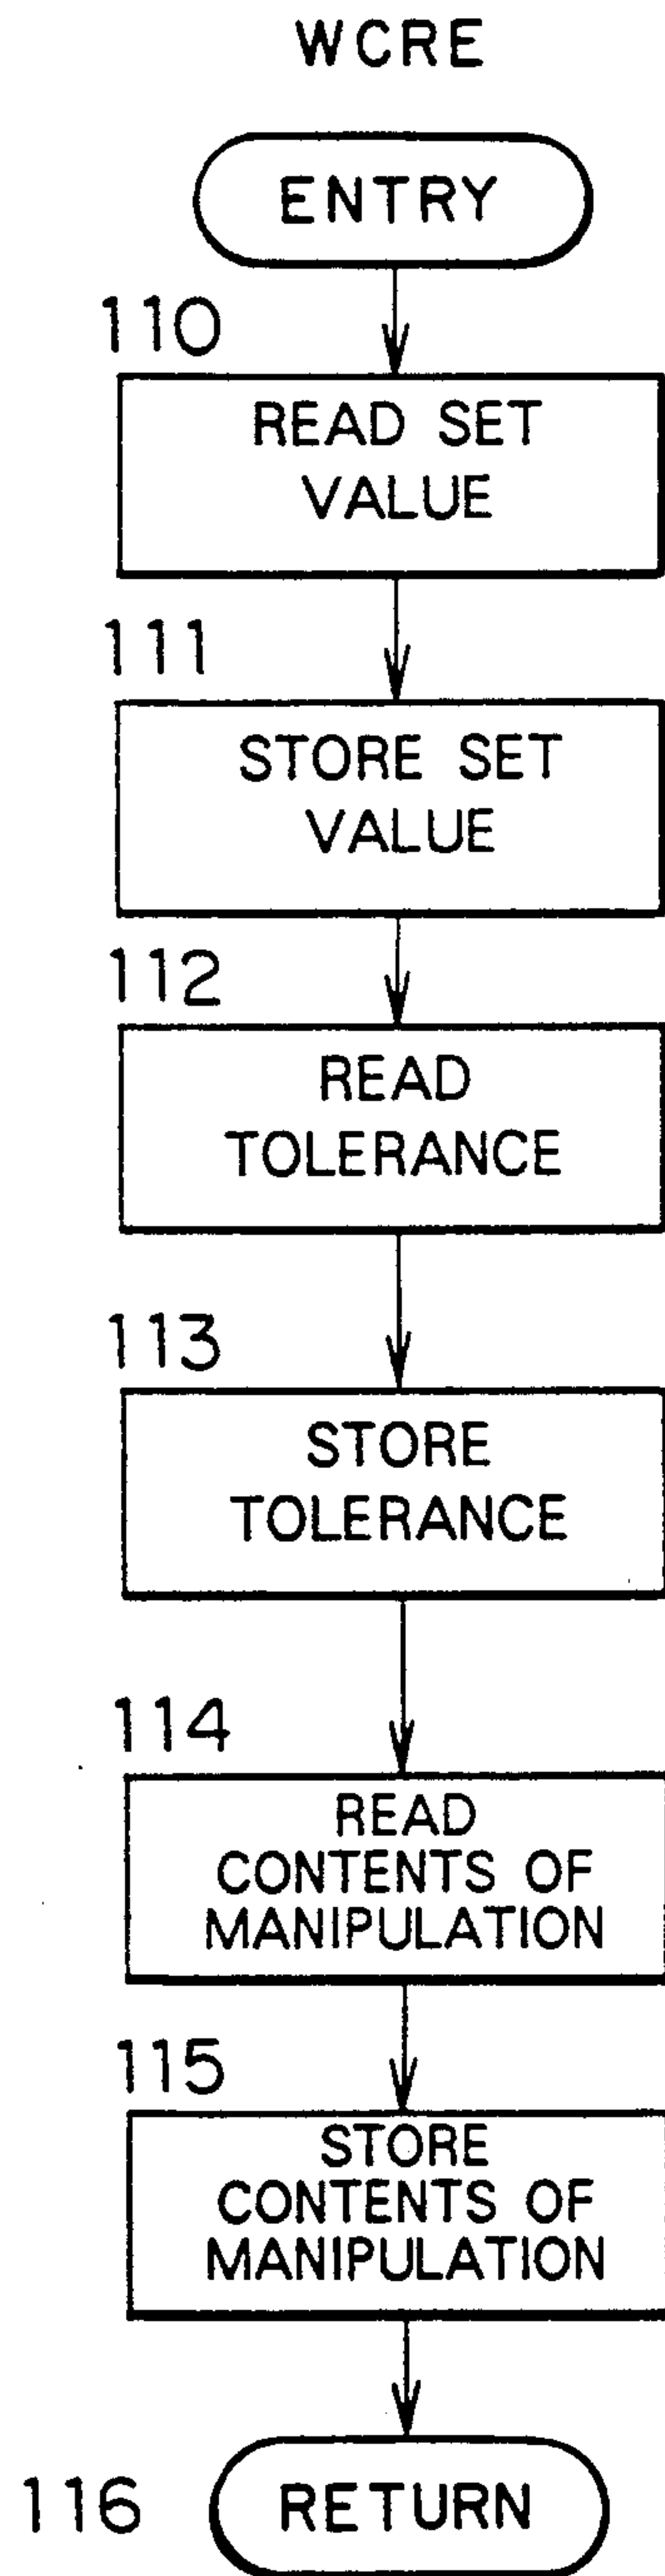 WCRE
ENTRY
110
READ SET
VALUE
111
STORE SET
VALUE
112
READ
TOLERANCE
113
STORE
TOLERANCE
114
READ
CONTENTS OF
MANIPULATION
115
STORE
CONTENTS OF
MANIPULATION
116
RETURN